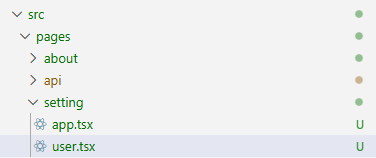 src
pages
about
api
setting
app.tsx U
user.tsx U